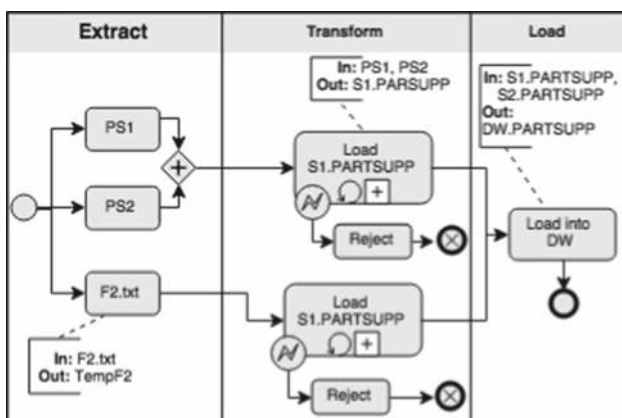 Extract
Transform
Load
PS1
PS2
F2.txt
In: F2.txt
Out: TempF2
In: PS1, PS2
Out: S1.PARSUPP
Load
S1.PARTSUPP
Reject
Load
S1.PARTSUPP
Reject
In: S1.PARTSUPP,
S2.PARTSUPP
Out:
DW.PARTSUPP
Load into
DW